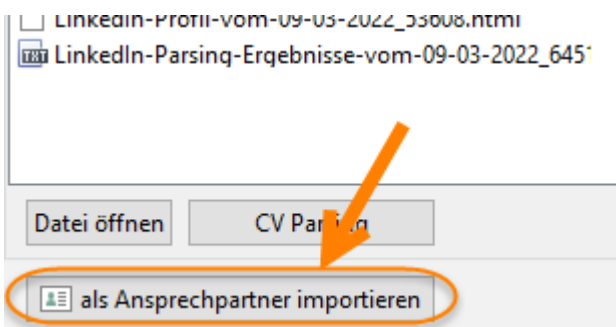 LinkedIn-Profil-vom-09-03-2022_53608.html
LinkedIn-Parsing-Ergebnisse-vom-09-03-2022_6451
Datei öffnen
CV Parsing
als Ansprechpartner importieren